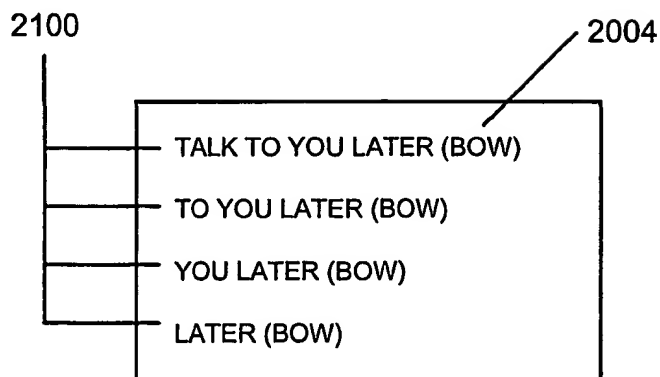 2100
2004
TALK TO YOU LATER (BOW)
TO YOU LATER (BOW)
YOU LATER (BOW)
LATER (BOW)